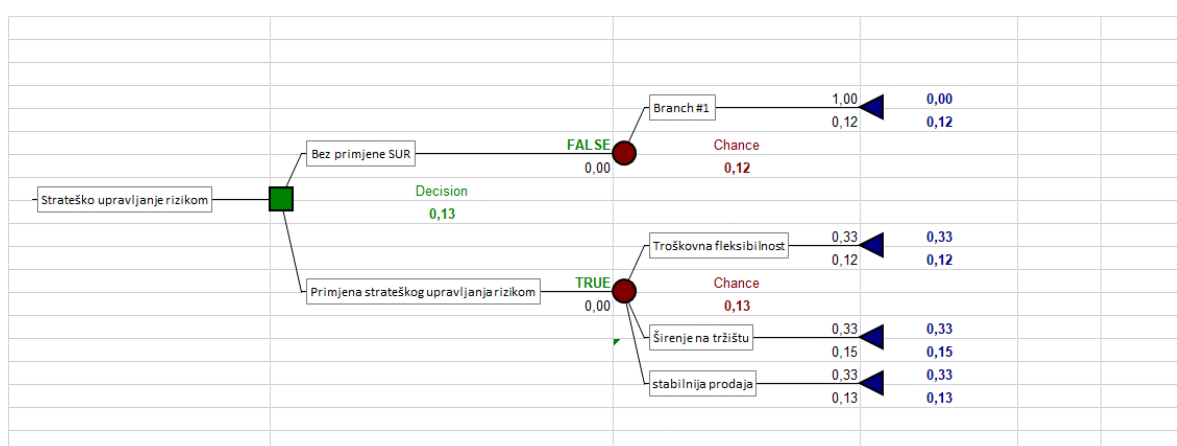 1,00 0,00
Branch #1
0,12 0,12
FALSE Chance
Bez primjene SUR
0,00 0,12
Decision
Strateško upravljanje rizikom
0,13
0,33 0,33
Troškovna fleksibilnost
0,12 0,12
TRUE Chance
Primjena strateškog upravljanja rizikom
0,00 0,13
0,33 0,33
Širenje na tržištu
0,15 0,15
0,33 0,33
stabilnija prodaja
0,13 0,13